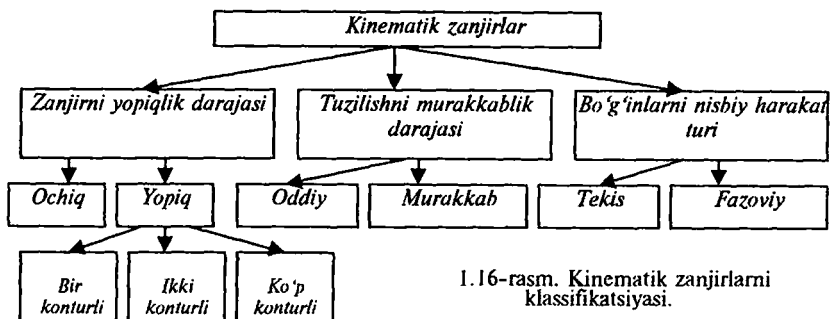 Kinematik zanjirlar
Zanjirni yopiqlik darajasi
Tuzilishni murakkablik
darajasi
Bo‘g‘inlarni nisbiy harakat
turi
Ochiq
Yopiq
Oddiy
Murakkab
Tekis
Fazoviy
Bir
konturli
Ikki
konturli
Ko‘p
konturli
1.16-rasm. Kinematik zanjirlarni
klassifikatsiyasi.